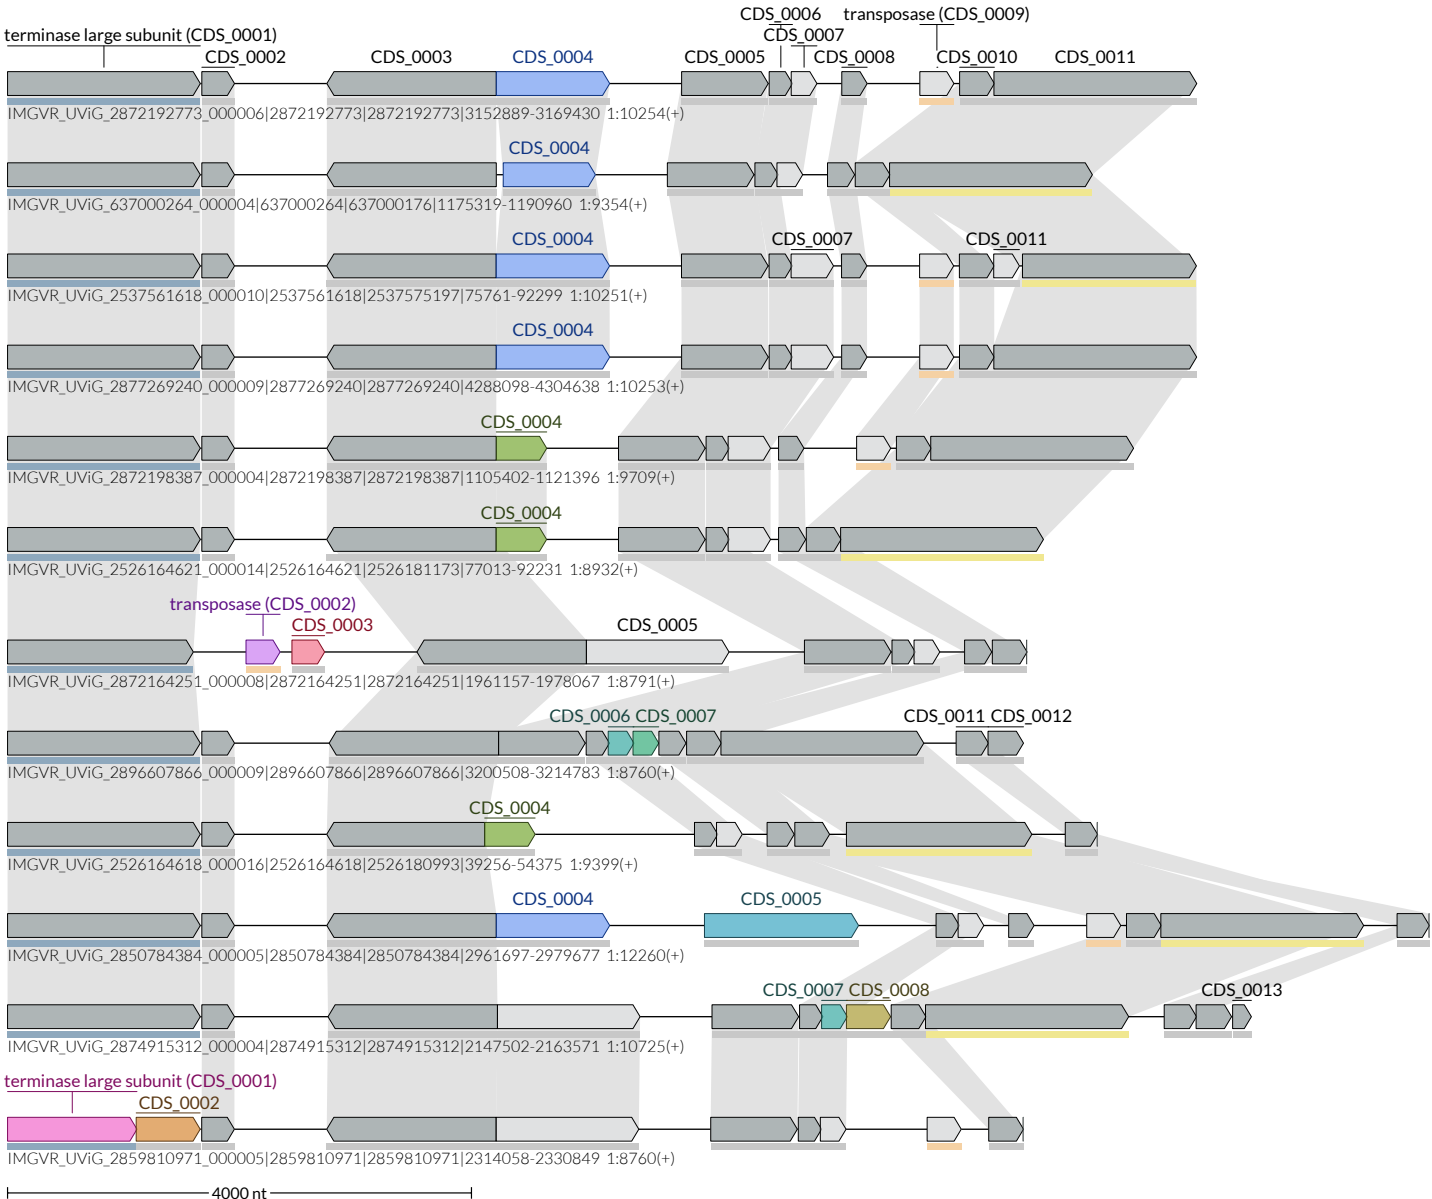 CDS_0006 transposase (CDS_0009)
terminase large subunit (CDS_0001) CDS_0007
CDS_0002 CDS_0003 CDS_0004 CDS_0005 CDS_0008 CDS_0010 CDS_0011
IMGVR_UViG_2872192773_000006|2872192773|2872192773|3152889-3169430 1:10254(+)
CDS_0004
IMGVR_UViG_637000264_000004|637000264|637000176|1175319-1190960 1:9354(+)
CDS_0004 CDS_0007 CDS_0011
IMGVR_UViG_2537561618_000010|2537561618|2537575197|75761-92299 1:10251(+)
CDS_0004
IMGVR_UViG_2877269240_000009|2877269240|2877269240|4288098-4304638 1:10253(+)
CDS_0004
IMGVR_UViG_2872198387_000004|2872198387|2872198387|1105402-1121396 1:9709(+)
CDS_0004
IMGVR_UViG_2526164621_000014|2526164621|2526181173|77013-92231 1:8932(+)
transposase (CDS_0002)
CDS_0003 CDS_0005
IMGVR_UViG_2872164251_000008|2872164251|2872164251|1961157-1978067 1:8791(+)
CDS_0006 CDS_0007 CDS_0011 CDS_0012
IMGVR_UViG_2896607866_000009|2896607866|2896607866|3200508-3214783 1:8760(+)
CDS_0004
IMGVR_UViG_2526164618_000016|2526164618|2526180993|39256-54375 1:9399(+)
CDS_0004 CDS_0005
IMGVR_UViG_2850784384_000005|2850784384|2850784384|2961697-2979677 1:12260(+)
CDS_0007 CDS_0008 CDS_0013
IMGVR_UViG_2874915312_000004|2874915312|2874915312|2147502-2163571 1:10725(+)
terminase large subunit (CDS_0001)
CDS_0002
IMGVR_UViG_2859810971_000005|2859810971|2859810971|2314058-2330849 1:8760(+)
4000 nt